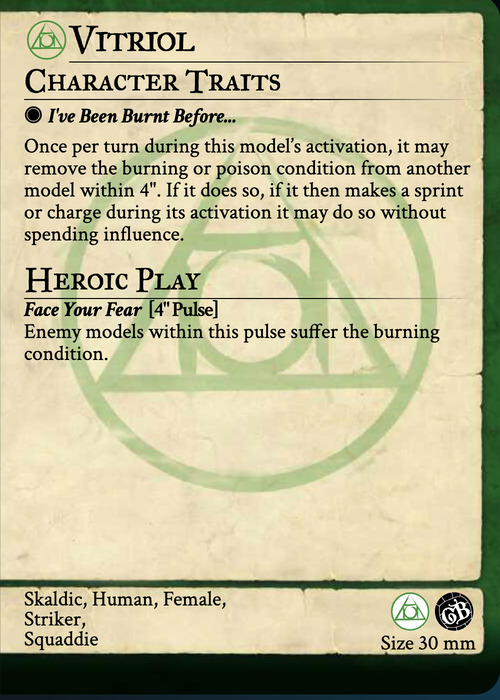 Vitriol
Character Traits
I've Been Burnt Before...
Once per turn during this model's activation, it may
remove the burning or poison condition from another
model within 4". If it does so, if it then makes a sprint
or charge during its activation it may do so without
spending influence.
Heroic Play
Face Your Fear [4" Pulse]
Enemy models within this pulse suffer the burning
condition.
Skaldic, Human, Female,
Striker,
Squaddie
GB
Size 30 mm